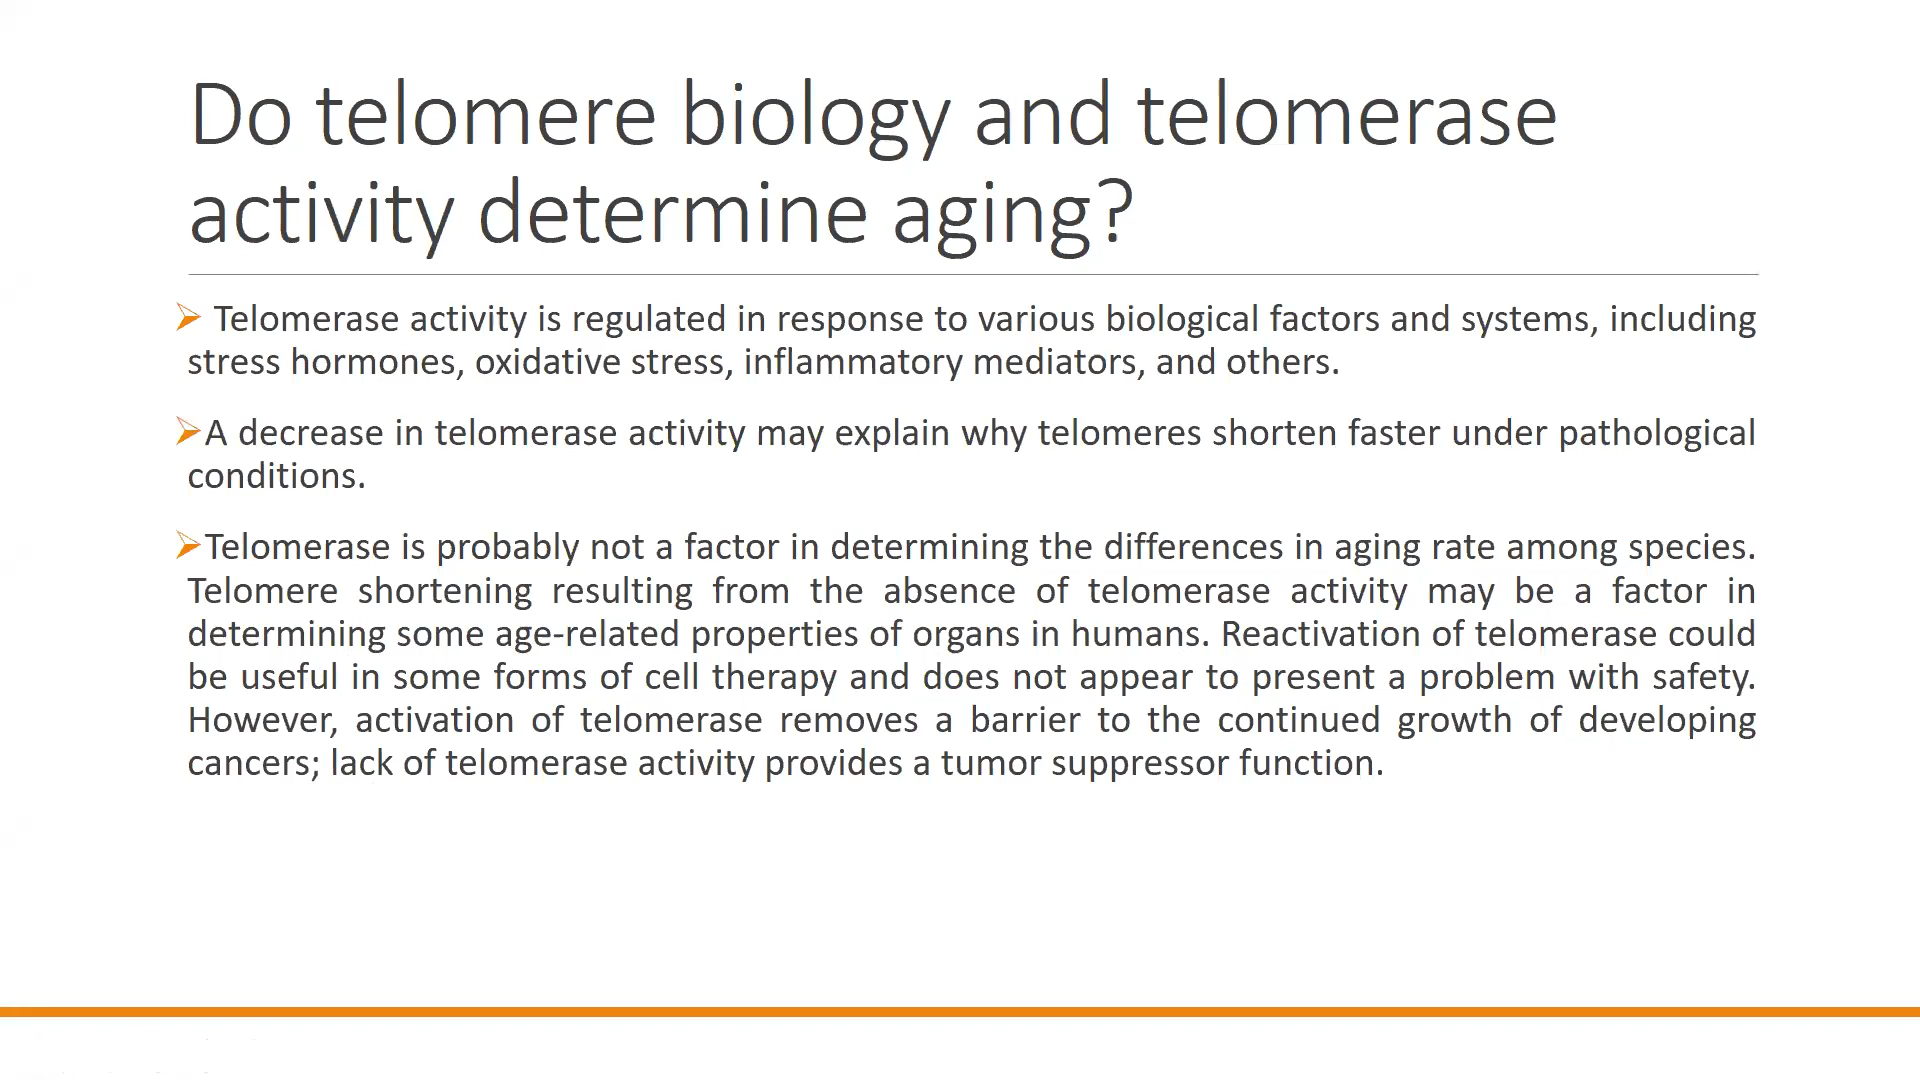 Do telomere biology and telomerase
activity determine aging?
Telomerase activity is regulated in response to various biological factors and systems, including
stress hormones, oxidative stress, inflammatory mediators, and others.
A decrease in telomerase activity may explain why telomeres shorten faster under pathological
conditions.
Telomerase is probably not a factor in determining the differences in aging rate among species.
Telomere shortening resulting from the absence of telomerase activity may be a factor in
determining some age-related properties of organs in humans. Reactivation of telomerase could
be useful in some forms of cell therapy and does not appear to present a problem with safety.
However, activation of telomerase removes a barrier to the continued growth of developing
cancers; lack of telomerase activity provides a tumor suppressor function.